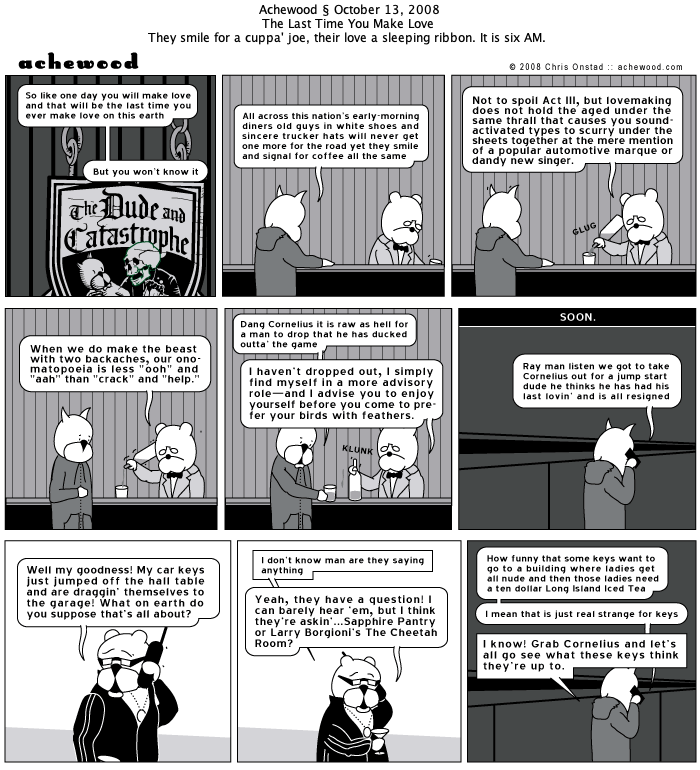 Achewood § October 13, 2008
The Last Time You Make Love
They smile for a cuppa' joe, their love a sleeping ribbon. It is six AM.
achewood
© 2008 Chris Onstad :: achewood.com
So like one day you will make love
and that will be the last time you
ever make love on this earth
But you won't know it
The Dude and
Catastrophe
All across this nation's early-morning
diners old guys in white shoes and
sincere trucker hats will never get
one more for the road yet they smile
and signal for coffee all the same
Not to spoil Act III, but lovemaking
does not hold the aged under the
same thrall that causes you sound-
activated types to scurry under the
sheets together at the mere mention
of a popular automotive marque or
dandy new singer.
GLUG
When we do make the beast
with two backaches, our ono-
matopoeia is less "ooh" and
"aah" than "crack" and "help."
Dang Cornelius it is raw as hell for
a man to drop that he has ducked
outta' the game
I haven't dropped out, I simply
find myself in a more advisory
role—and I advise you to enjoy
yourself before you come to pre-
fer your birds with feathers.
KLUNK
SOON.
Ray man listen we got to take
Cornelius out for a jump start
dude he thinks he has had his
last lovin' and is all resigned
Well my goodness! My car keys
just jumped off the hall table
and are draggin' themselves to
the garage! What on earth do
you suppose that's all about?
I don't know man are they saying
anything
Yeah, they have a question! I
can barely hear 'em, but I think
they're askin'...Sapphire Pantry
or Larry Borgioni's The Cheetah
Room?
How funny that some keys want to
go to a building where ladies get
all nude and then those ladies need
a ten dollar Long Island Iced Tea
I mean that is just real strange for keys
I know! Grab Cornelius and let's
all go see what these keys think
they're up to.